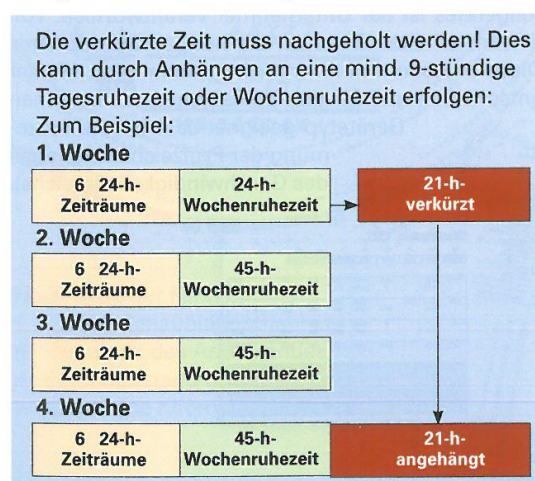 Die verkürzte Zeit muss nachgeholt werden! Dies
kann durch Anhängen an eine mind. 9-stündige
Tagesruhezeit oder Wochenruhezeit erfolgen:
Zum Beispiel:
1. Woche
6 24-h-
Zeiträume
24-h-
Wochenruhezeit
21-h-
verkürzt
2. Woche
6 24-h-
Zeiträume
45-h-
Wochenruhezeit
3. Woche
6 24-h-
Zeiträume
45-h-
Wochenruhezeit
4. Woche
6 24-h-
Zeiträume
45-h-
Wochenruhezeit
21-h-
angehängt